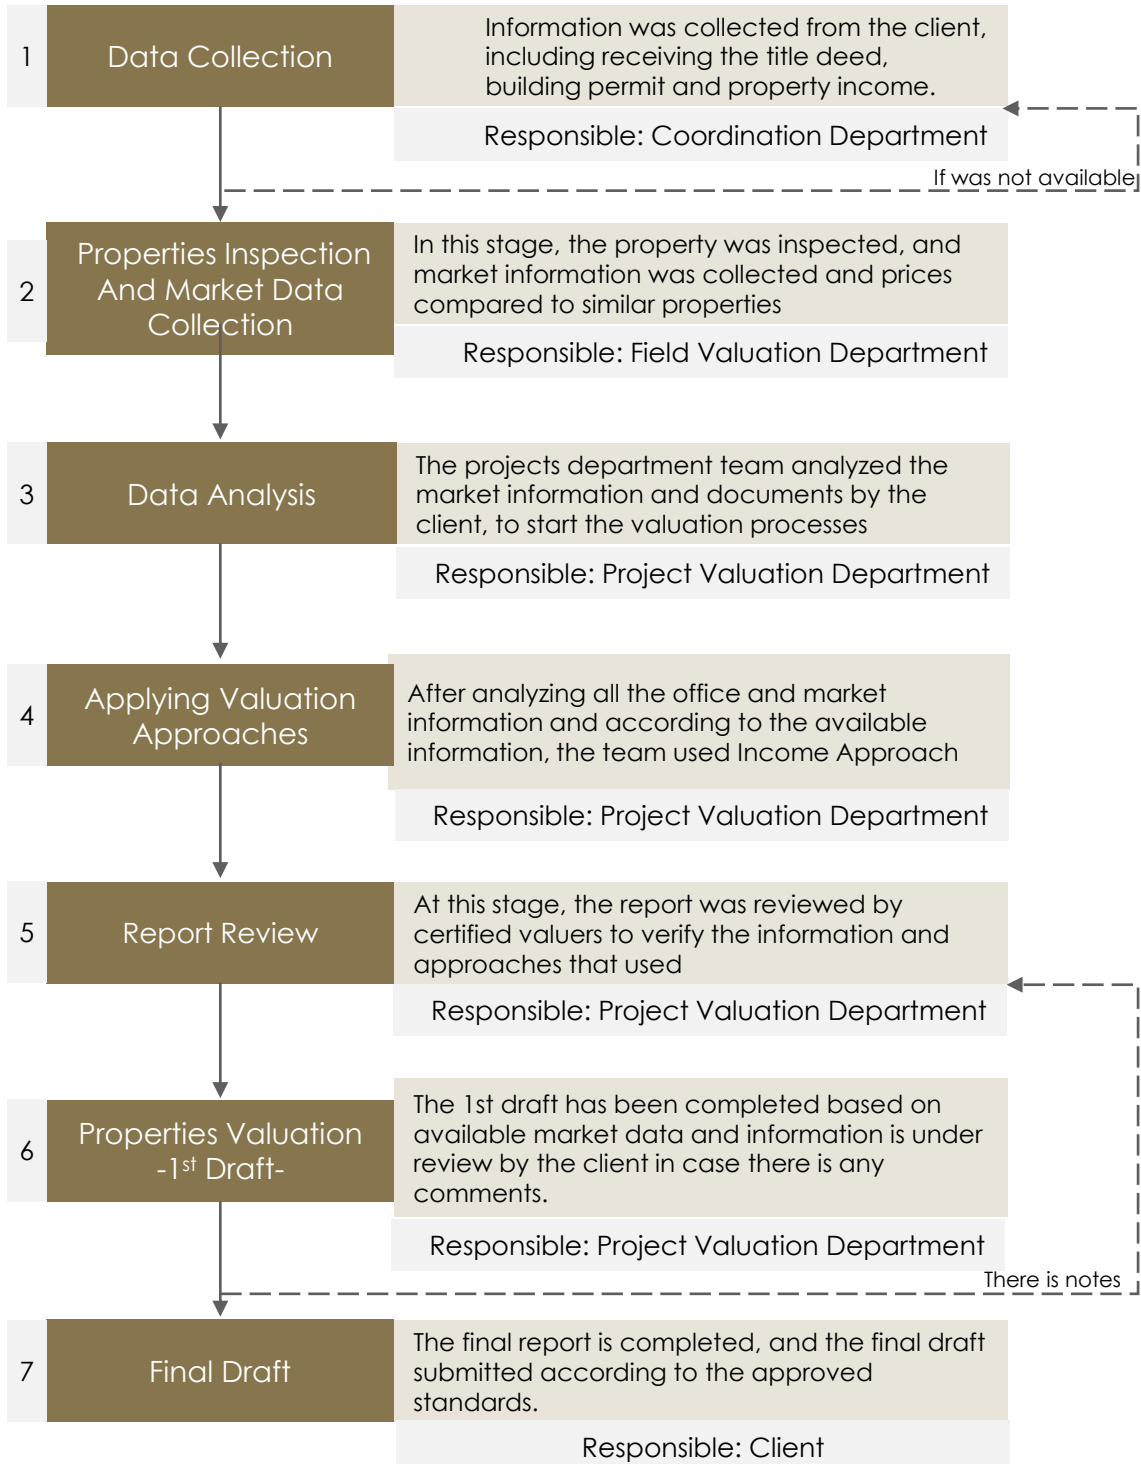 1
Data Collection
Information was collected from the client,
including receiving the title deed,
building permit and property income.
Responsible: Coordination Department
If was not available
2
Properties Inspection
And Market Data
Collection
In this stage, the property was inspected, and
market information was collected and prices
compared to similar properties
Responsible: Field Valuation Department
3
Data Analysis
The projects department team analyzed the
market information and documents by the
client, to start the valuation processes
Responsible: Project Valuation Department
4
Applying Valuation
Approaches
After analyzing all the office and market
information and according to the available
information, the team used Income Approach
Responsible: Project Valuation Department
5
Report Review
At this stage, the report was reviewed by
certified valuers to verify the information and
approaches that used
Responsible: Project Valuation Department
6
Properties Valuation
-1st Draft-
The 1st draft has been completed based on
available market data and information is under
review by the client in case there is any
comments.
Responsible: Project Valuation Department
There is notes
7
Final Draft
The final report is completed, and the final draft
submitted according to the approved
standards.
Responsible: Client